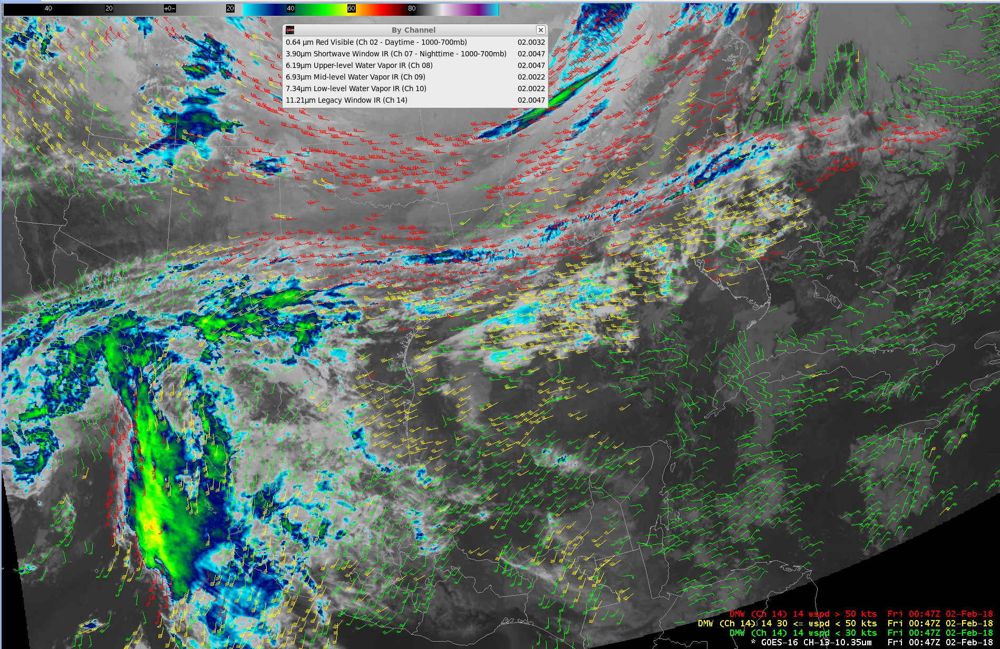 40 20 +0- 20 40 60 80
By Channel
0.64 µm Red Visible (Ch 02 - Daytime - 1000-700mb) 02.0032
3.90µm Shortwave Window IR (Ch 07 - Nighttime - 1000-700mb) 02.0047
6.19µm Upper-level Water Vapor IR (Ch 08) 02.0047
6.93µm Mid-level Water Vapor IR (Ch 09) 02.0022
7.34µm Low-level Water Vapor IR (Ch 10) 02.0022
11.21µm Legacy Window IR (Ch 14) 02.0047
DMW (Ch 14) 14 wspd > 50 kts Fri 00:47Z 02-Feb-18
DMW (Ch 14) 14 30 <= wspd < 50 kts Fri 00:47Z 02-Feb-18
DMW (Ch 14) 14 wspd < 30 kts Fri 00:47Z 02-Feb-18
* GOES-16 CH-13-10.35um Fri 00:47Z 02-Feb-18